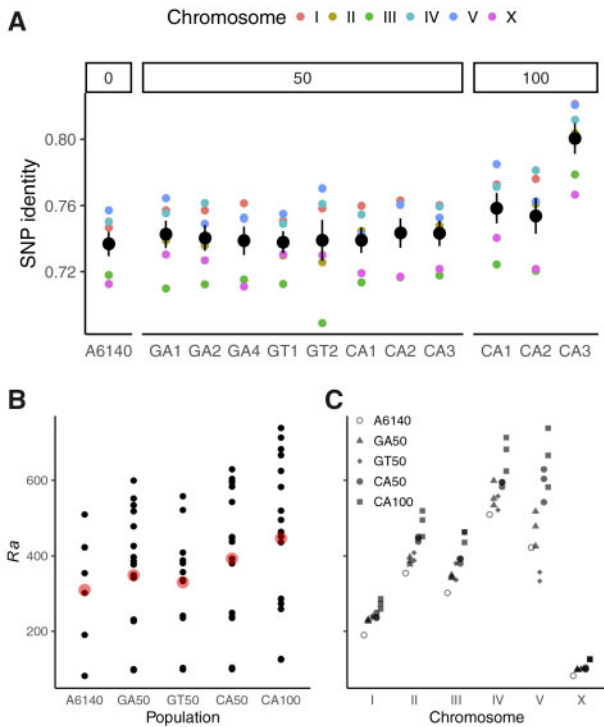 Chromosome I II III IV V X
A
0 50 100
0.80
0.76
0.72
SNP identity
A6140 GA1 GA2 GA4 GT1 GT2 CA1 CA2 CA3 CA1 CA2 CA3
B
600
400
200
Ra
A6140 GA50 GT50 CA50 CA100
Population
C
A6140
GA50
GT50
CA50
CA100
I II III IV V X
Chromosome